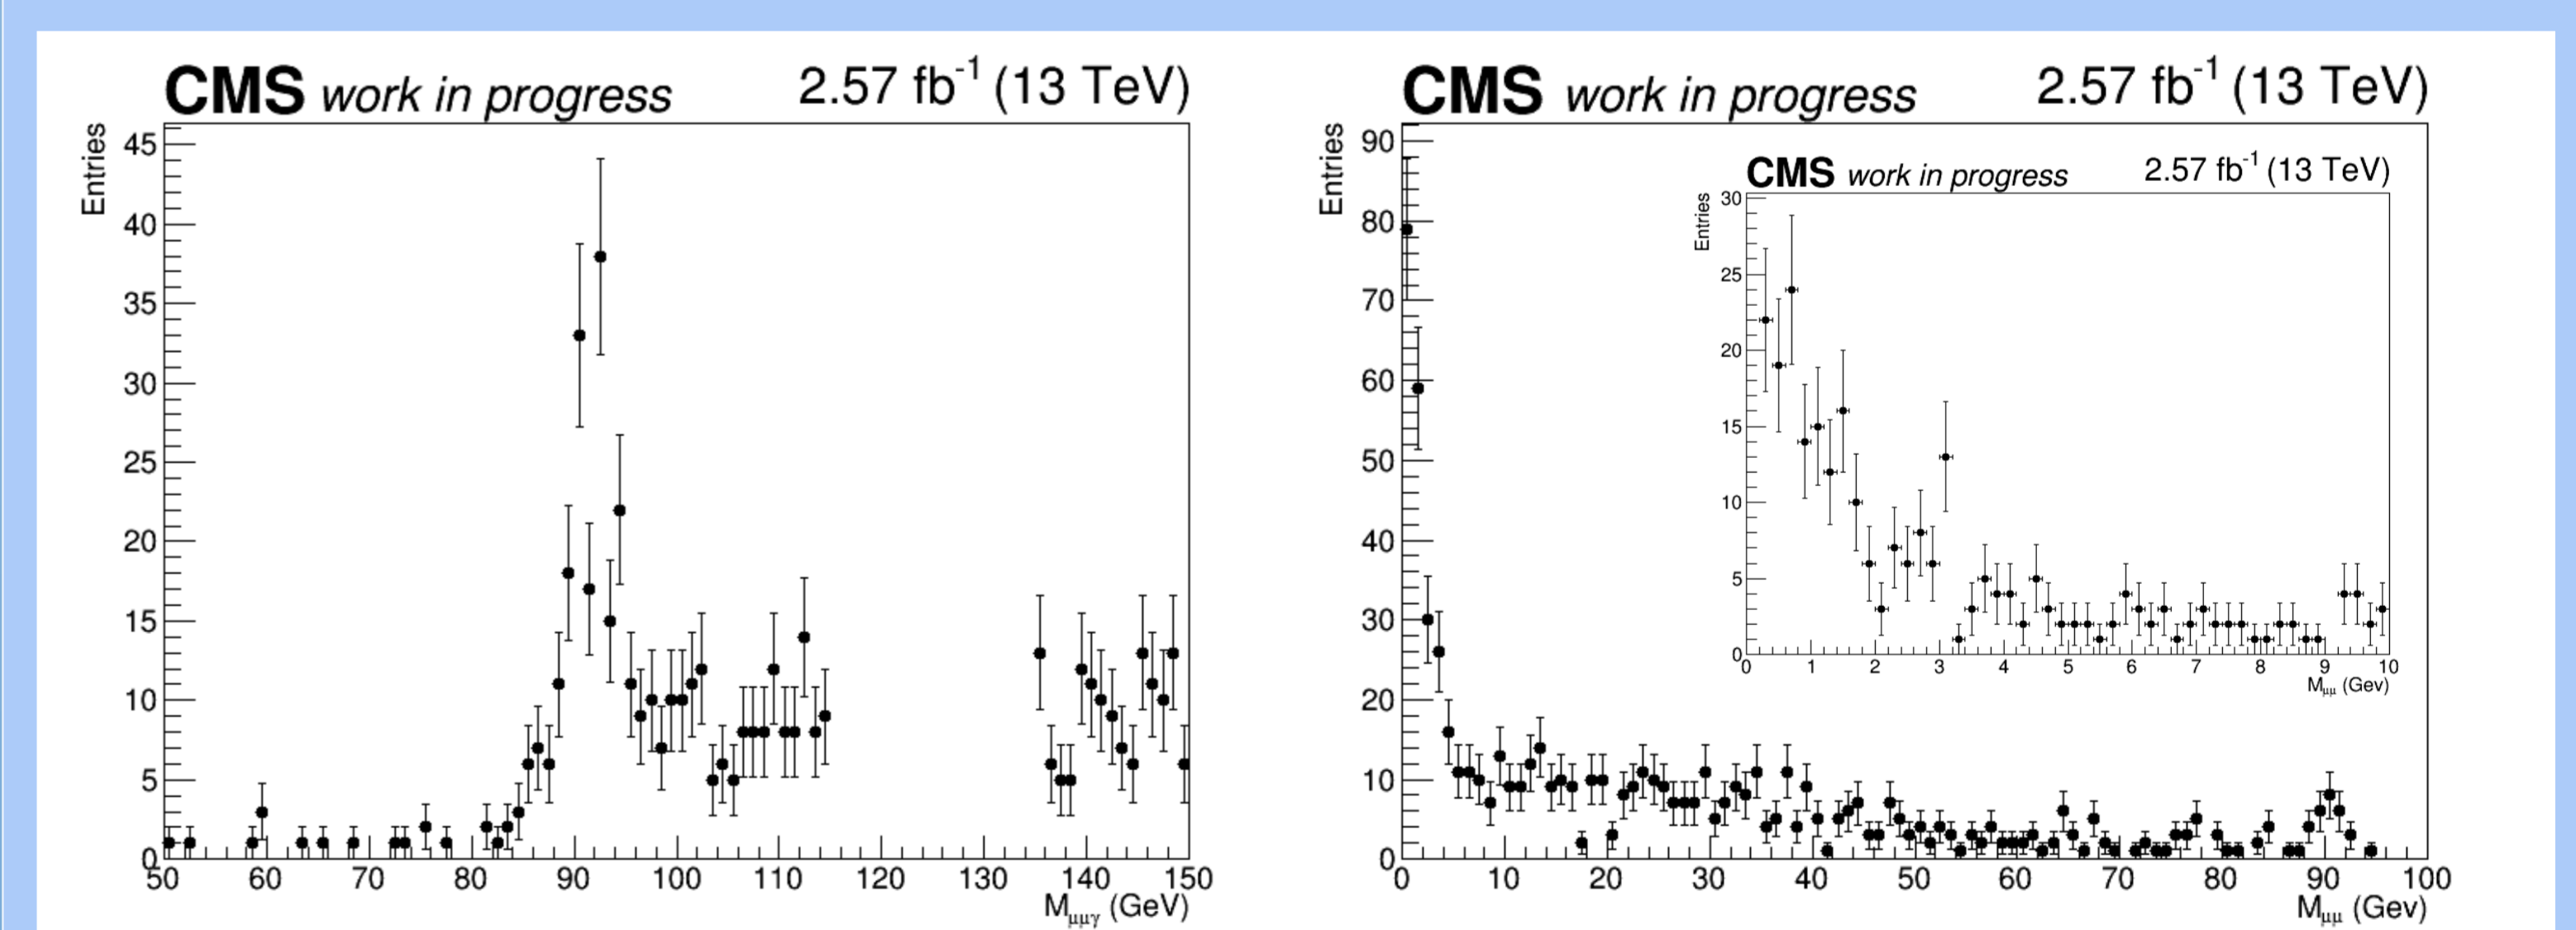 CMS work in progress 2.57 fb⁻¹ (13 TeV)
Entries
45
40
35
30
25
20
15
10
5
0
50 60 70 80 90 100 110 120 130 140 150
M_μμγ (GeV)
CMS work in progress 2.57 fb⁻¹ (13 TeV)
Entries
90
80
70
60
50
40
30
20
10
0
0 10 20 30 40 50 60 70 80 90 100
M_μμ (Gev)
CMS work in progress 2.57 fb⁻¹ (13 TeV)
Entries
30
25
20
15
10
5
0
0 1 2 3 4 5 6 7 8 9 10
M_μμ (Gev)